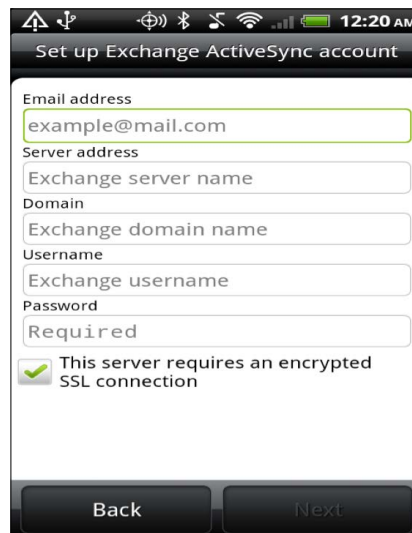 12:20 AM
Set up Exchange ActiveSync account
Email address
example@mail.com
Server address
Exchange server name
Domain
Exchange domain name
Username
Exchange username
Password
Required
This server requires an encrypted
SSL connection
Back Next